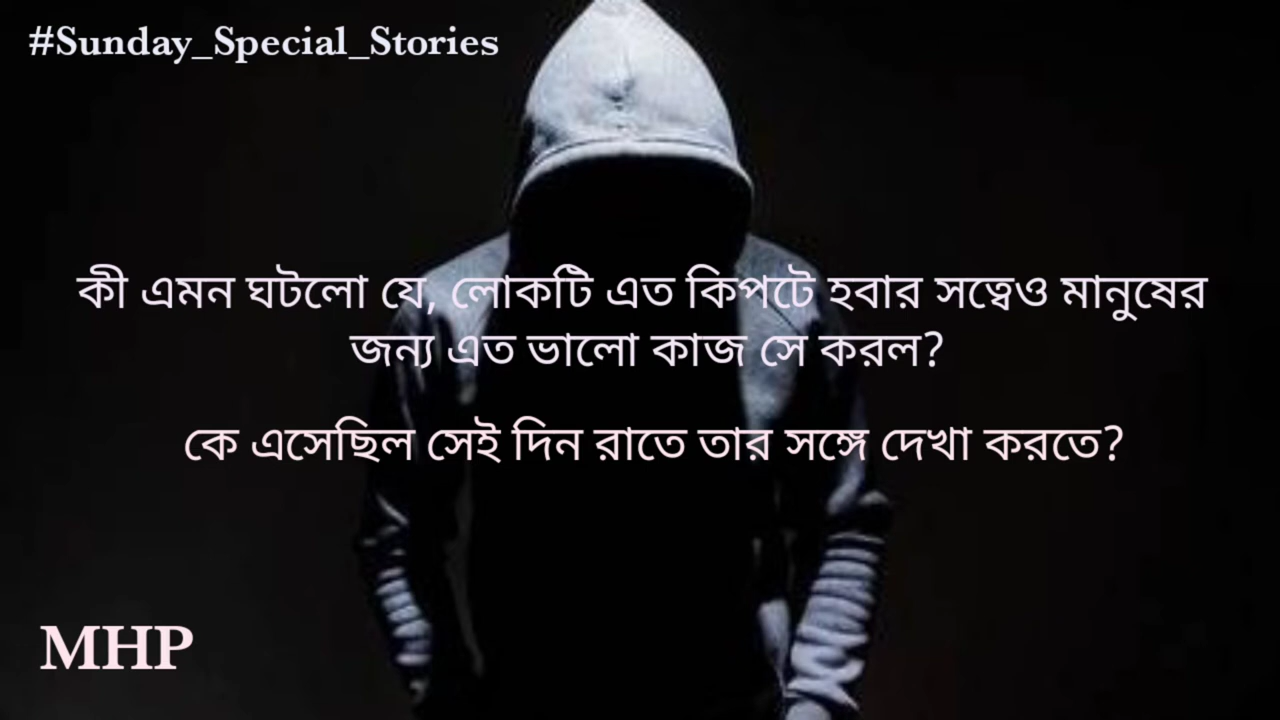 #Sunday_Special_Stories
কী এমন ঘটলো যে, লোকটি এত কিপটে হবার সত্বেও মানুষের
জন্য এত ভালো কাজ সে করল?
কে এসেছিল সেই দিন রাতে তার সঙ্গে দেখা করতে?
MHP